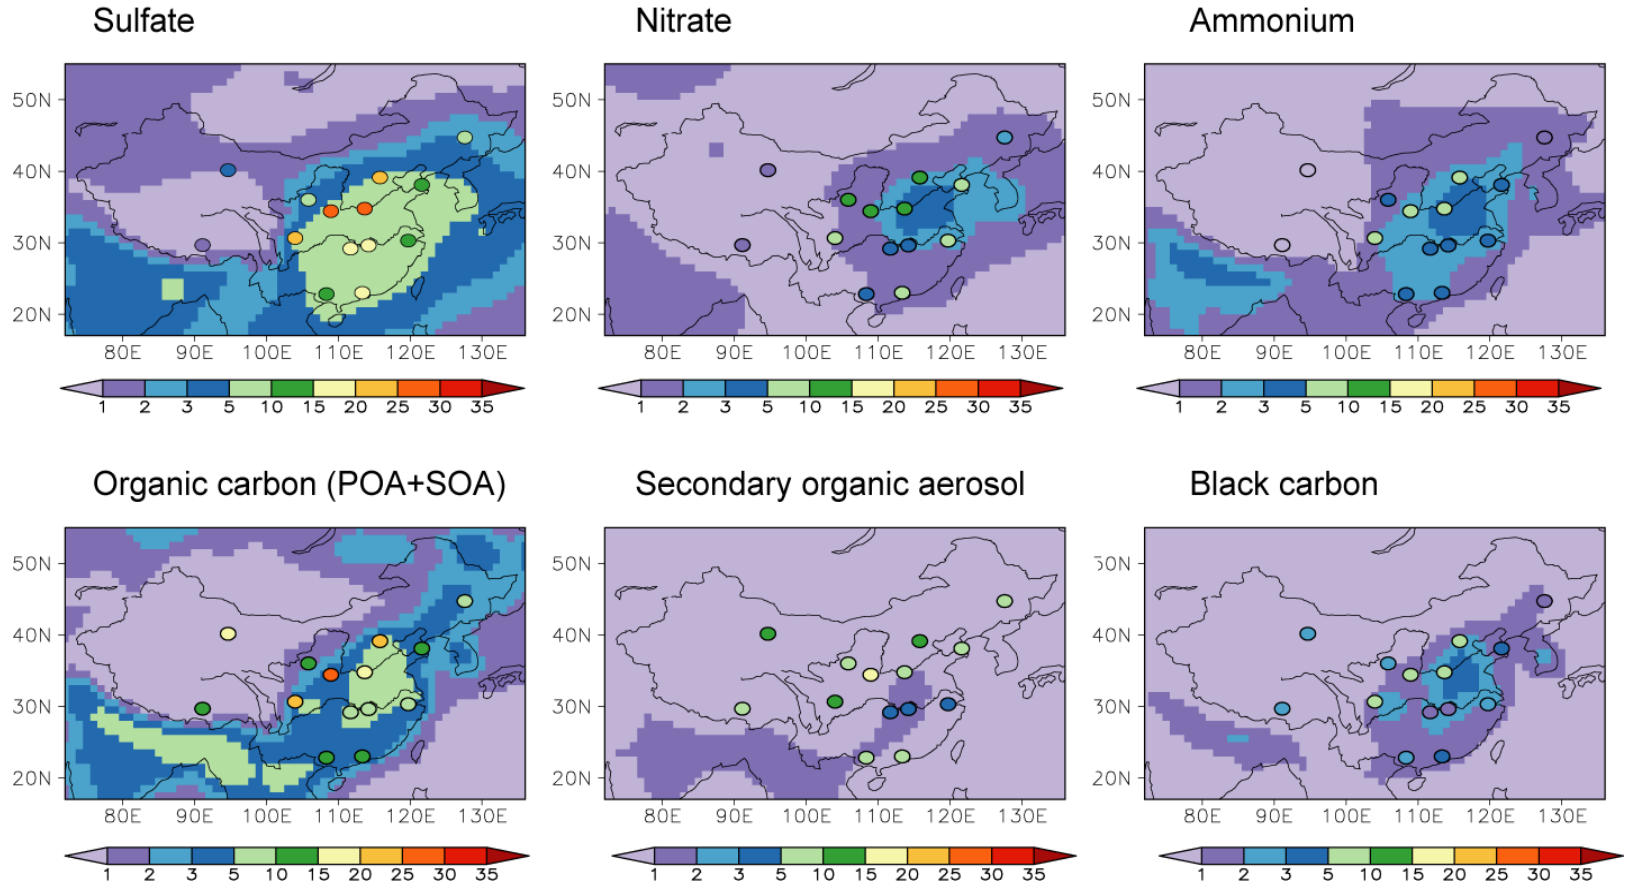 Sulfate
Nitrate
Ammonium
50N
40N
30N
20N
80E 90E 100E 110E 120E 130E
1 2 3 5 10 15 20 25 30 35
50N
40N
30N
20N
80E 90E 100E 110E 120E 130E
1 2 3 5 10 15 20 25 30 35
50N
40N
30N
20N
80E 90E 100E 110E 120E 130E
1 2 3 5 10 15 20 25 30 35
Organic carbon (POA+SOA)
Secondary organic aerosol
Black carbon
50N
40N
30N
20N
80E 90E 100E 110E 120E 130E
1 2 3 5 10 15 20 25 30 35
50N
40N
30N
20N
80E 90E 100E 110E 120E 130E
1 2 3 5 10 15 20 25 30 35
50N
40N
30N
20N
80E 90E 100E 110E 120E 130E
1 2 3 5 10 15 20 25 30 35